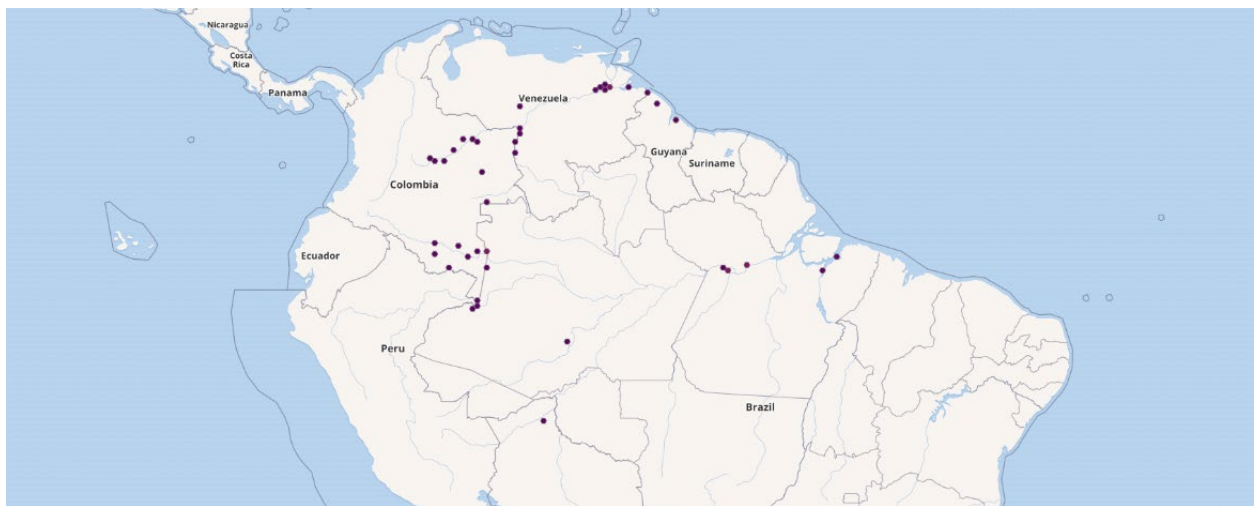 Nicaragua
Costa
Rica
Panama
Venezuela
Guyana
Suriname
Colombia
Ecuador
Peru
Brazil